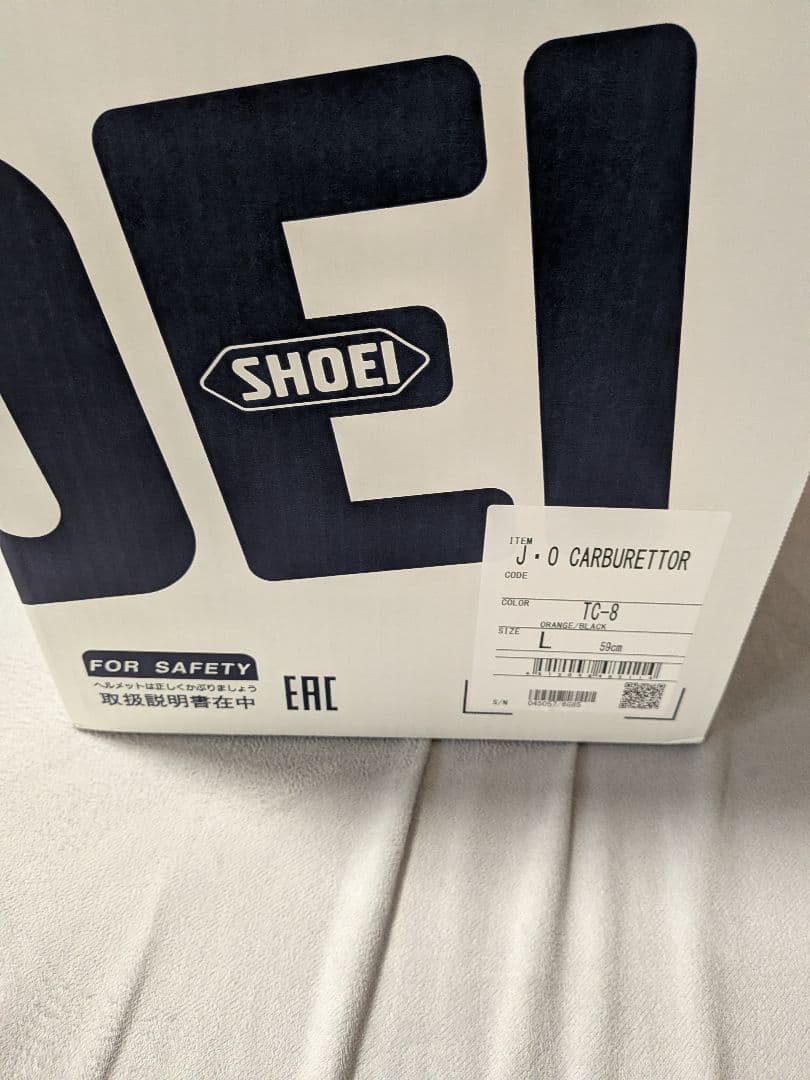 OEI
SHOEI
ITEM
J・O CARBURETTOR
CODE
COLOR
TC-8
ORANGE/BLACK
SIZE
L
59cm
S/N
FOR SAFETY
ヘルメットは正しくかぶりましょう
取扱説明書在中
EAC